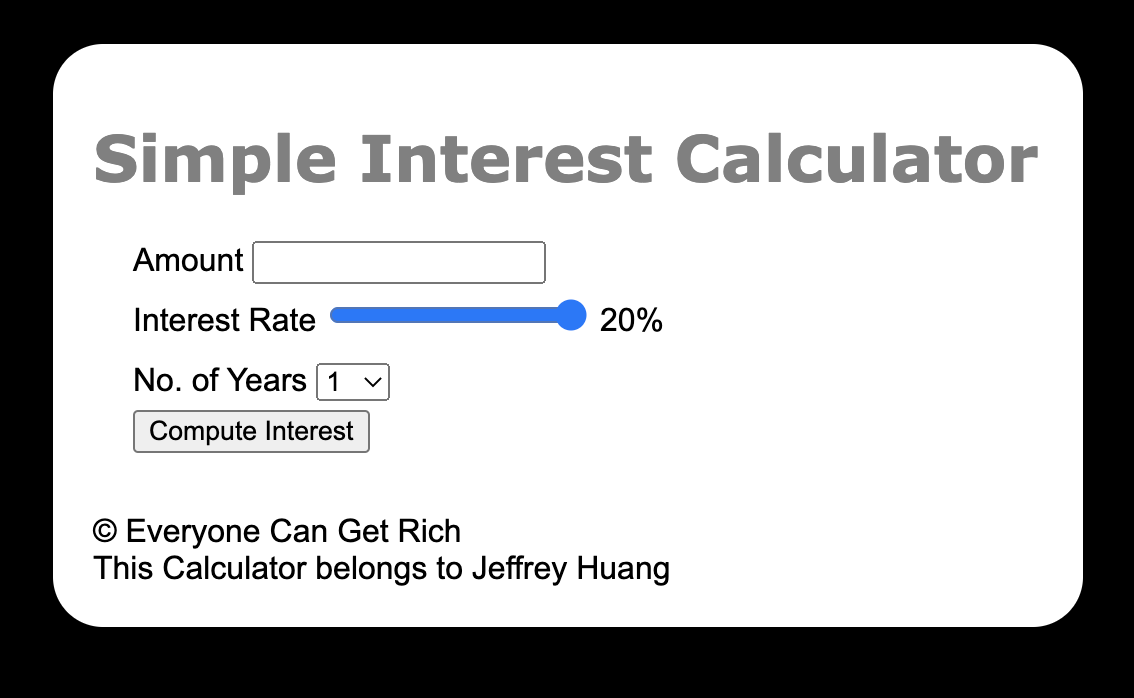 Simple Interest Calculator
Amount
Interest Rate 20%
No. of Years 1
Compute Interest
© Everyone Can Get Rich
This Calculator belongs to Jeffrey Huang